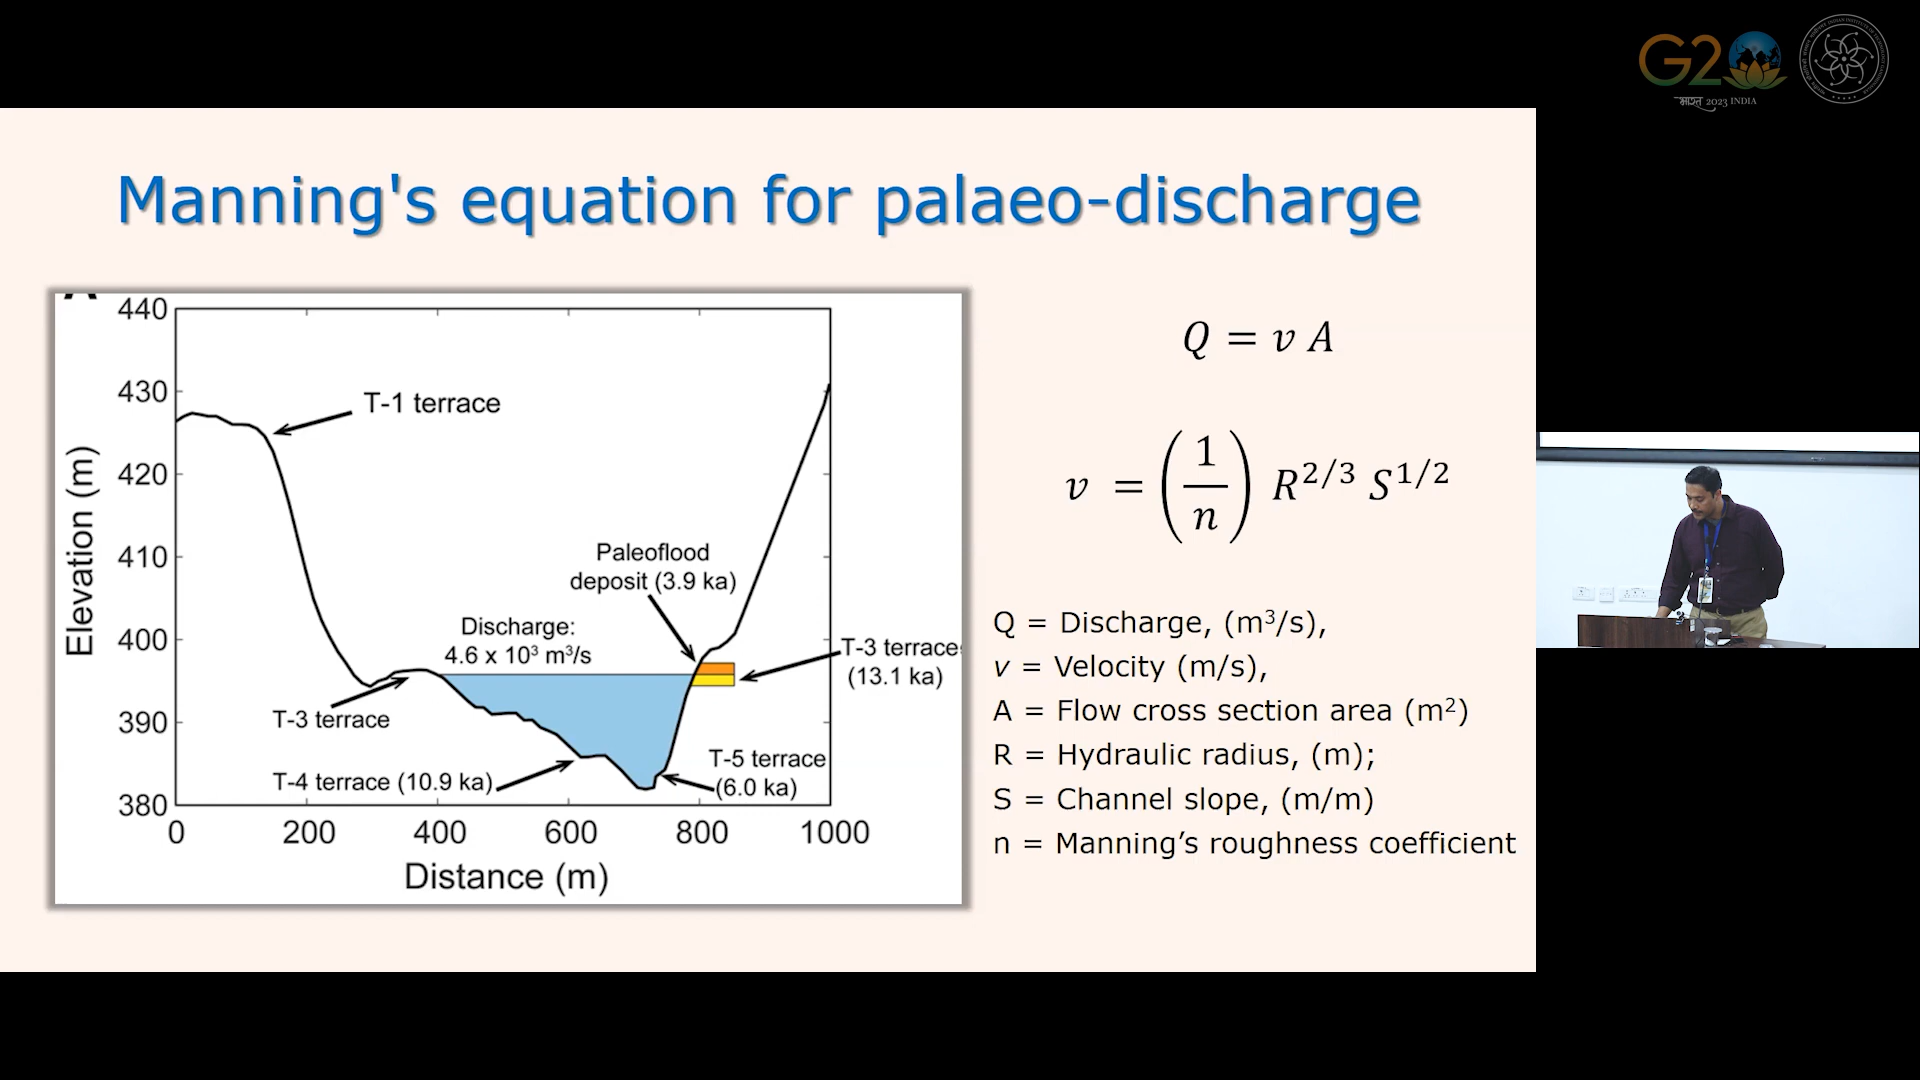 G20
भारत 2023 INDIA
Manning's equation for palaeo-discharge
440
430
420
410
400
390
380
Elevation (m)
T-1 terrace
Paleoflood
deposit (3.9 ka)
Discharge:
4.6 x 10³ m³/s
T-3 terrace
(13.1 ka)
T-3 terrace
T-4 terrace (10.9 ka)
T-5 terrace
(6.0 ka)
0 200 400 600 800 1000
Distance (m)
Q = v A
v = (1/n) R^2/3 S^1/2
Q = Discharge, (m³/s),
v = Velocity (m/s),
A = Flow cross section area (m²)
R = Hydraulic radius, (m);
S = Channel slope, (m/m)
n = Manning’s roughness coefficient